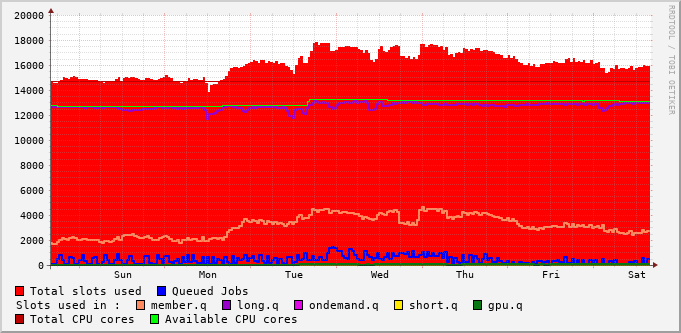 20000
18000
16000
14000
12000
10000
8000
6000
4000
2000
0
Sun Mon Tue Wed Thu Fri Sat
RRDTOOL / TOBI OETIKER
Total slots used Queued Jobs
Slots used in : member.q long.q ondemand.q short.q gpu.q
Total CPU cores Available CPU cores